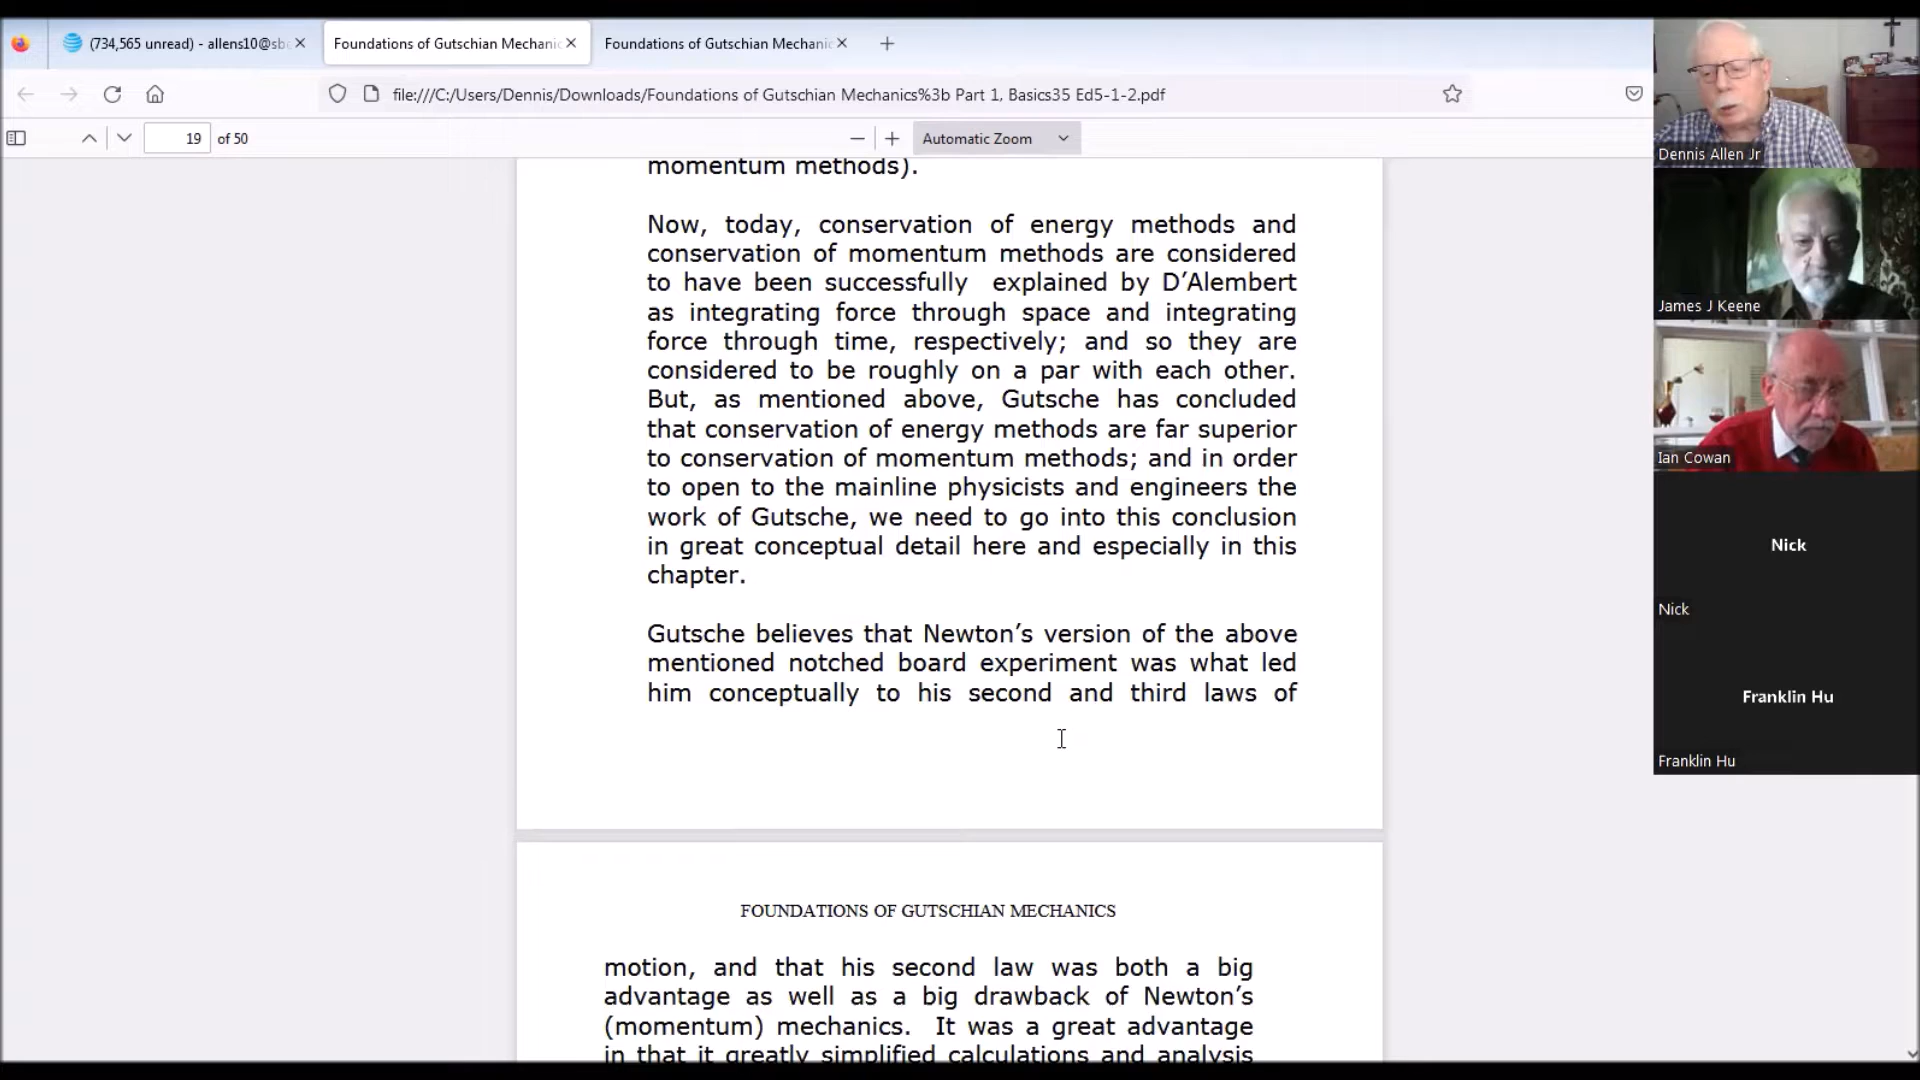 (734,565 unread) - allens10@sb
Foundations of Gutschian Mechanic
Foundations of Gutschian Mechani
file:///C:/Users/Dennis/Downloads/Foundations of Gutschian Mechanics%3b Part 1, Basics35 Ed5-1-2.pdf
19 of 50
Automatic Zoom
momentum methods).
Now, today, conservation of energy methods and
conservation of momentum methods are considered
to have been successfully explained by D’Alembert
as integrating force through space and integrating
force through time, respectively; and so they are
considered to be roughly on a par with each other.
But, as mentioned above, Gutsche has concluded
that conservation of energy methods are far superior
to conservation of momentum methods; and in order
to open to the mainline physicists and engineers the
work of Gutsche, we need to go into this conclusion
in great conceptual detail here and especially in this
chapter.
Gutsche believes that Newton’s version of the above
mentioned notched board experiment was what led
him conceptually to his second and third laws of
FOUNDATIONS OF GUTSCHIAN MECHANICS
motion, and that his second law was both a big
advantage as well as a big drawback of Newton’s
(momentum) mechanics. It was a great advantage
in that it greatly simplified calculations and analysis
Dennis Allen Jr
James J Keene
Ian Cowan
Nick
Nick
Franklin Hu
Franklin Hu